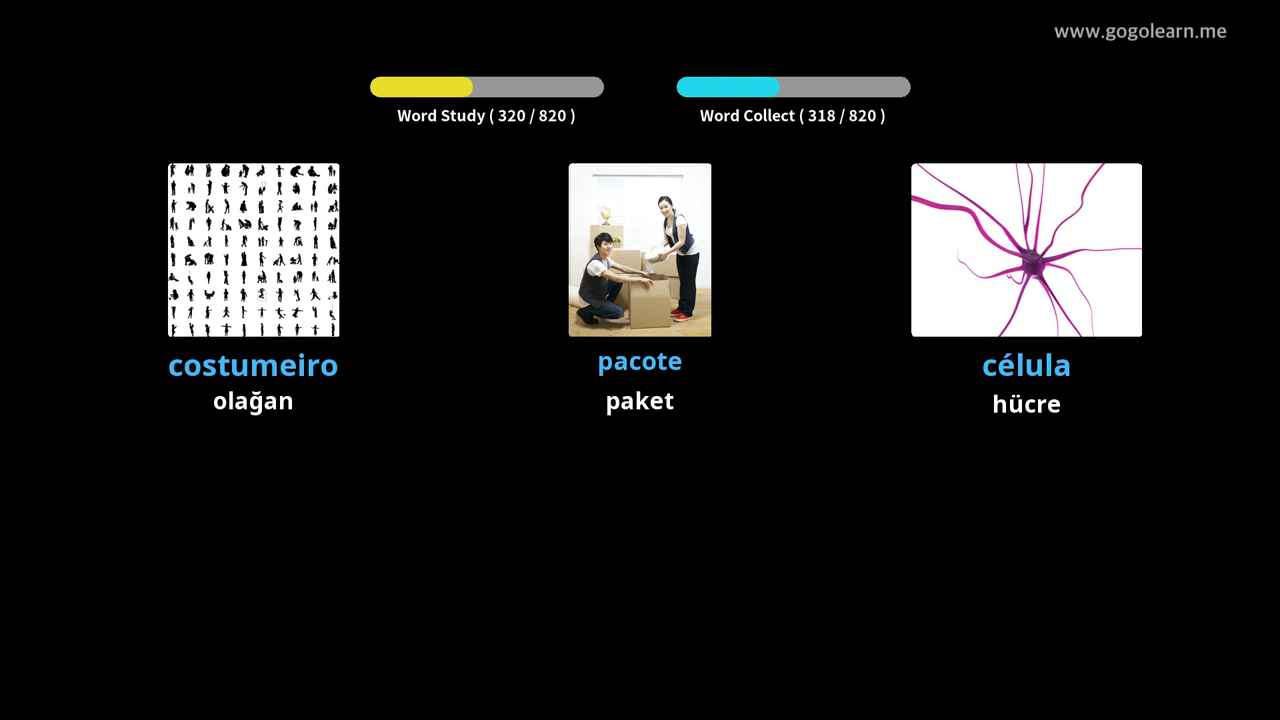 www.gogolearn.me
Word Study ( 320 / 820 )
Word Collect ( 318 / 820 )
costumeiro
olağan
pacote
paket
célula
hücre